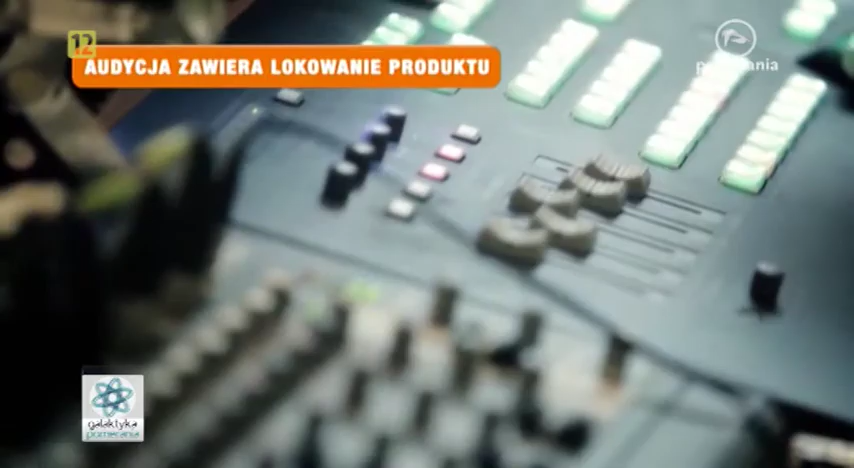 12
AUDYCJA ZAWIERA LOKOWANIE PRODUKTU
pomerania
galaktyka
pomerania